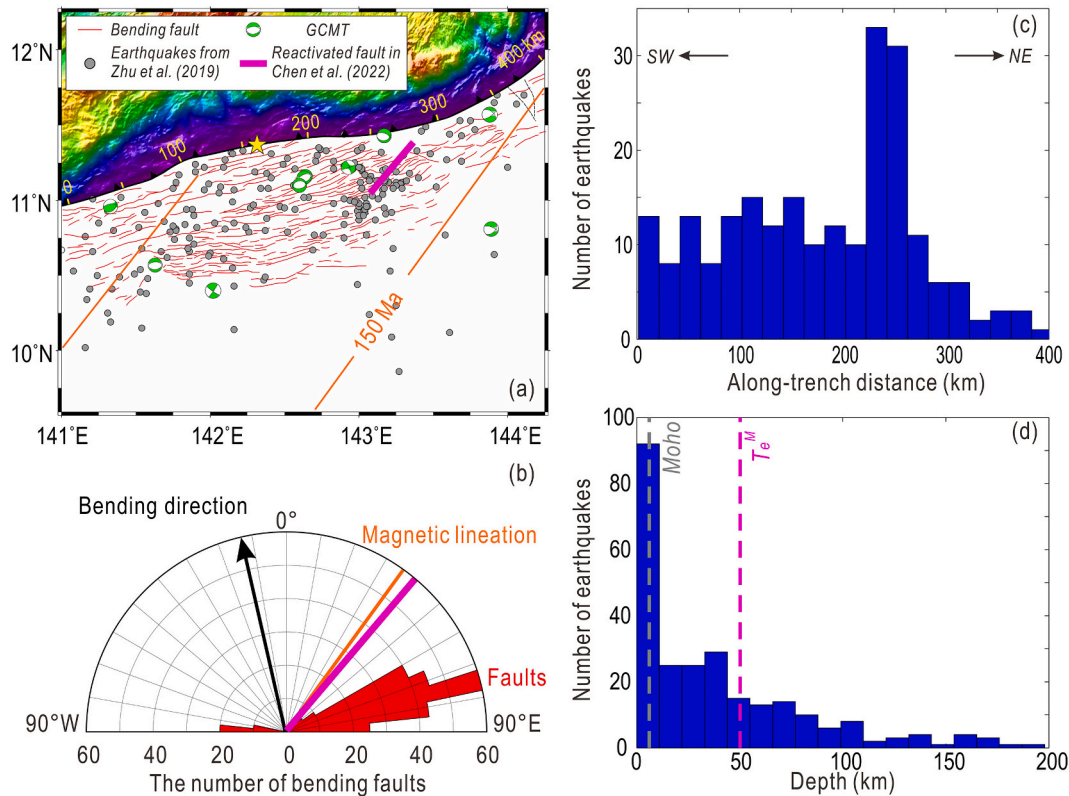 12°N
11°N
10°N
Bending fault
GCMT
Earthquakes from
Zhu et al. (2019)
Reactivated fault in
Chen et al. (2022)
0
100
200
300
400 km
150 Ma
(a)
141°E
142°E
143°E
144°E
(b)
Bending direction
0°
Magnetic lineation
Faults
90°W
90°E
60
40
20
0
20
40
60
The number of bending faults
(c)
SW
NE
Number of earthquakes
30
20
10
0
0
100
200
300
400
Along-trench distance (km)
(d)
Moho
TeM
Number of earthquakes
100
80
60
40
20
0
0
50
100
150
200
Depth (km)